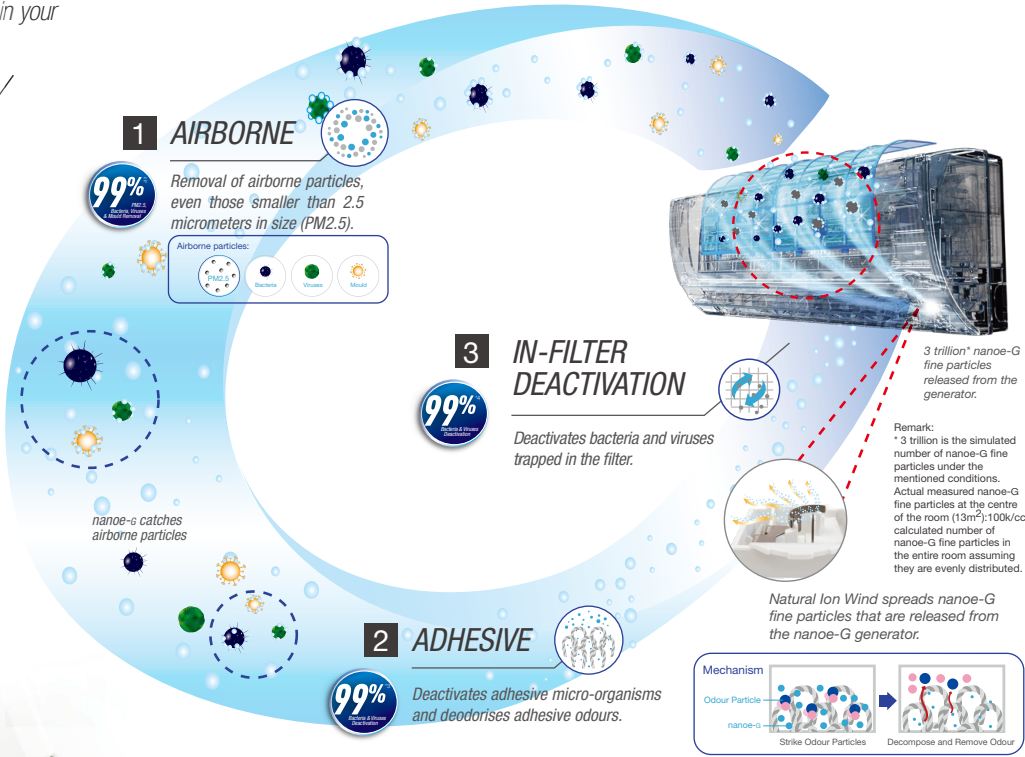 in your
1 AIRBORNE
99%
PM2.5,
Bacteria, Viruses
& Mould Removal
Removal of airborne particles,
even those smaller than 2.5
micrometers in size (PM2.5).
Airborne particles:
PM2.5
Bacteria
Viruses
Mould
3 IN-FILTER
DEACTIVATION
99%
Bacteria & Viruses
Deactivation
Deactivates bacteria and viruses
trapped in the filter.
3 trillion* nanoe-G
fine particles
released from the
generator.
Remark:
* 3 trillion is the simulated
number of nanoe-G fine
particles under the
mentioned conditions.
Actual measured nanoe-G
fine particles at the centre
of the room (13m²):100k/cc
calculated number of
nanoe-G fine particles in
the entire room assuming
they are evenly distributed.
nanoe-G catches
airborne particles
Natural Ion Wind spreads nanoe-G
fine particles that are released from
the nanoe-G generator.
2 ADHESIVE
99%
Bacteria & Viruses
Deactivation
Deactivates adhesive micro-organisms
and deodorises adhesive odours.
Mechanism
Odour Particle
nanoe-G
Strike Odour Particles
Decompose and Remove Odour